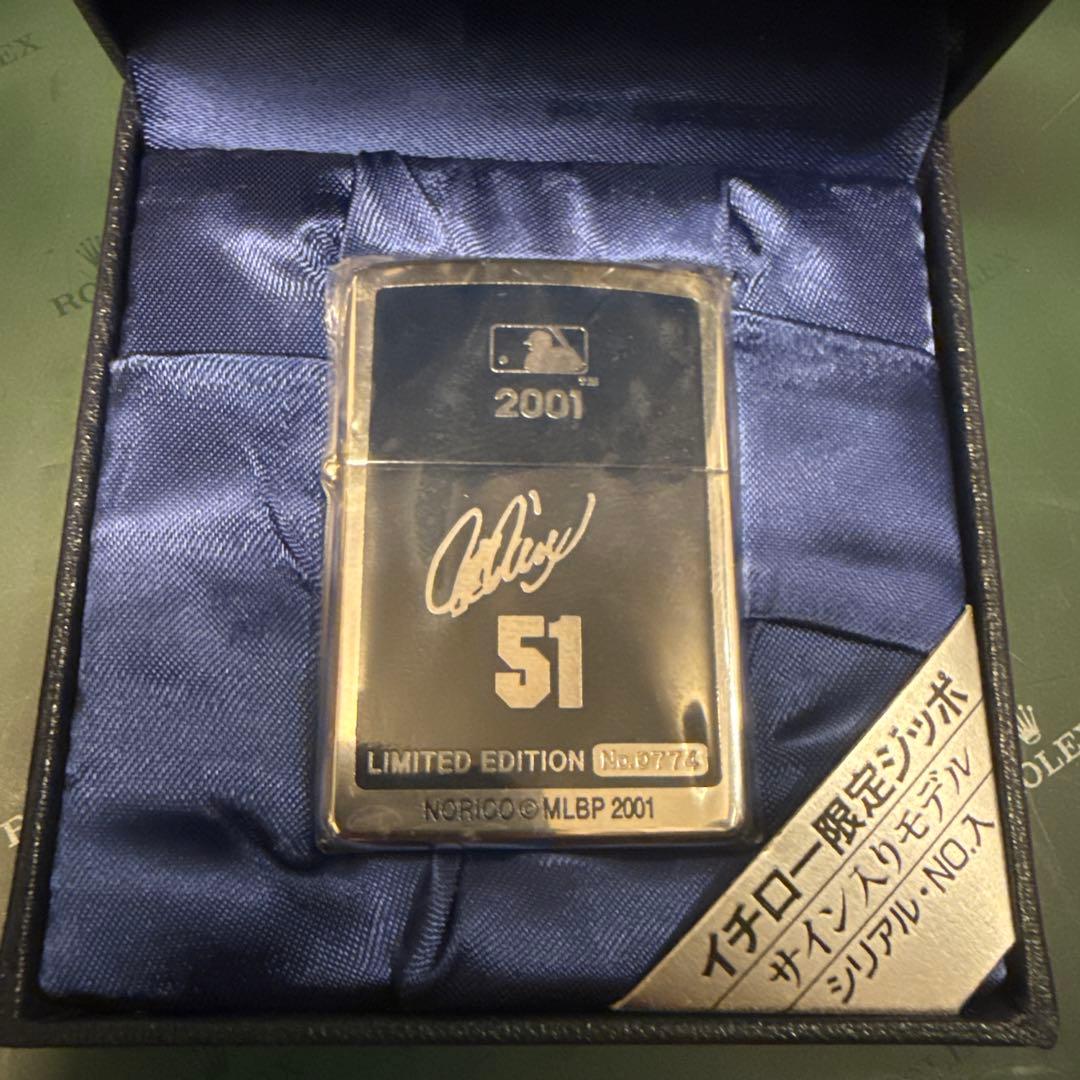 2001
51
LIMITED EDITION No.0774
NORICO © MLBP 2001
イチロー限定ジッポ
サイン入りモデル
シリアル・NO.入
ROLEX